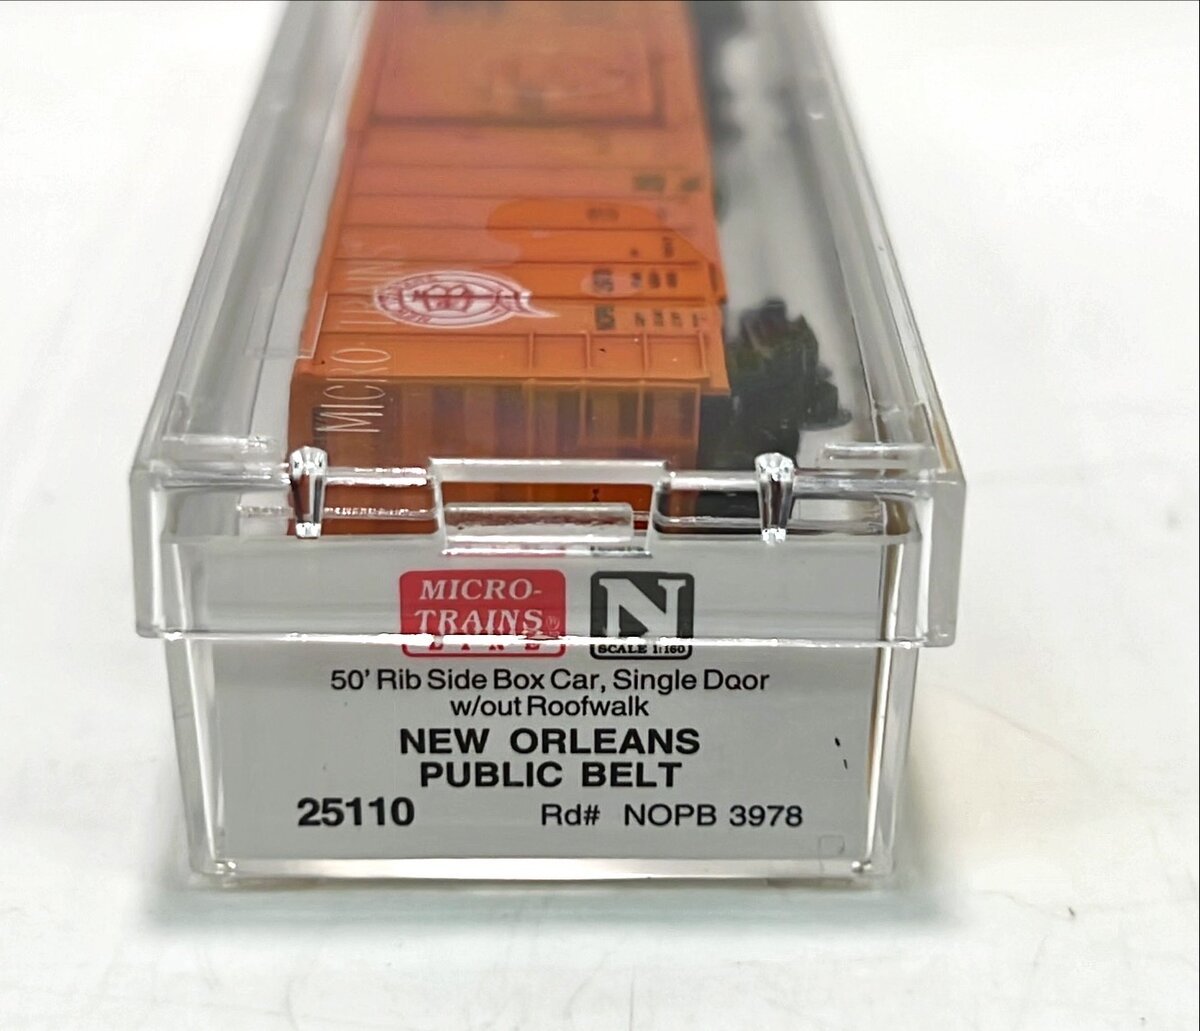 MICRO TRAINS
MICRO-
TRAINS®
LINE
N
SCALE 1:160
50' Rib Side Box Car, Single Door
w/out Roofwalk
NEW ORLEANS
PUBLIC BELT
25110 Rd# NOPB 3978